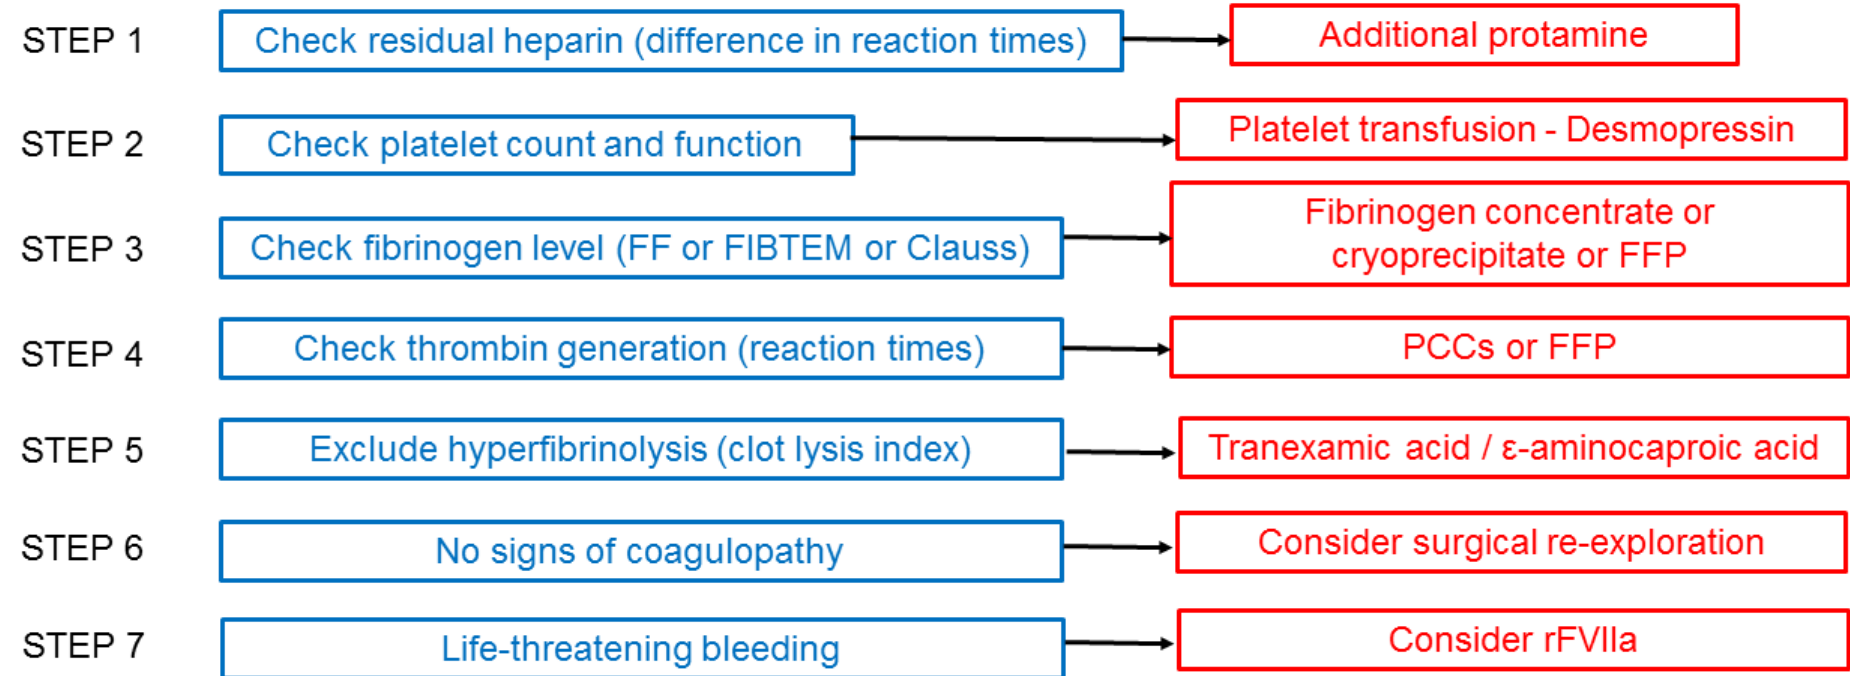 STEP 1
Check residual heparin (difference in reaction times)
Additional protamine
STEP 2
Check platelet count and function
Platelet transfusion - Desmopressin
STEP 3
Check fibrinogen level (FF or FIBTEM or Clauss)
Fibrinogen concentrate or
cryoprecipitate or FFP
STEP 4
Check thrombin generation (reaction times)
PCCs or FFP
STEP 5
Exclude hyperfibrinolysis (clot lysis index)
Tranexamic acid / ε-aminocaproic acid
STEP 6
No signs of coagulopathy
Consider surgical re-exploration
STEP 7
Life-threatening bleeding
Consider rFVIIa